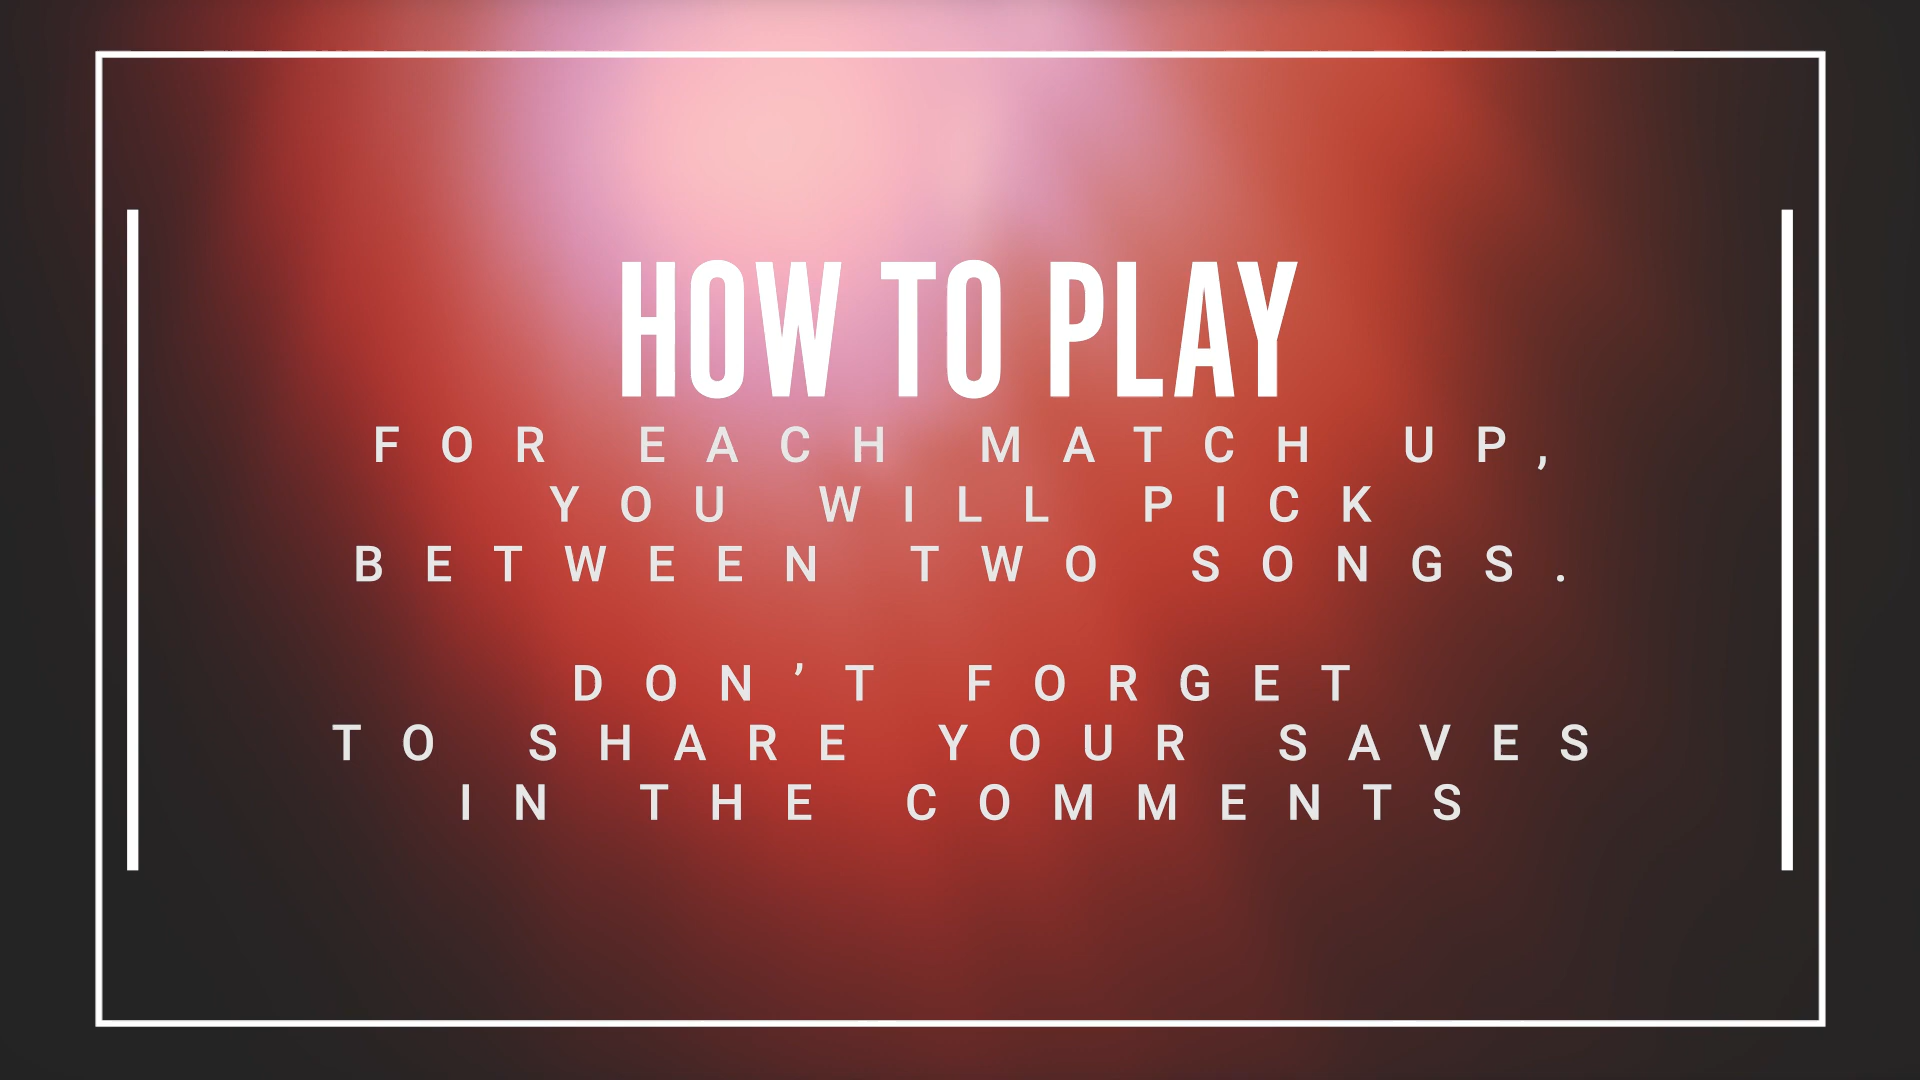 HOW TO PLAY
FOR EACH MATCH UP,
YOU WILL PICK
BETWEEN TWO SONGS.
DON’T FORGET
TO SHARE YOUR SAVES
IN THE COMMENTS